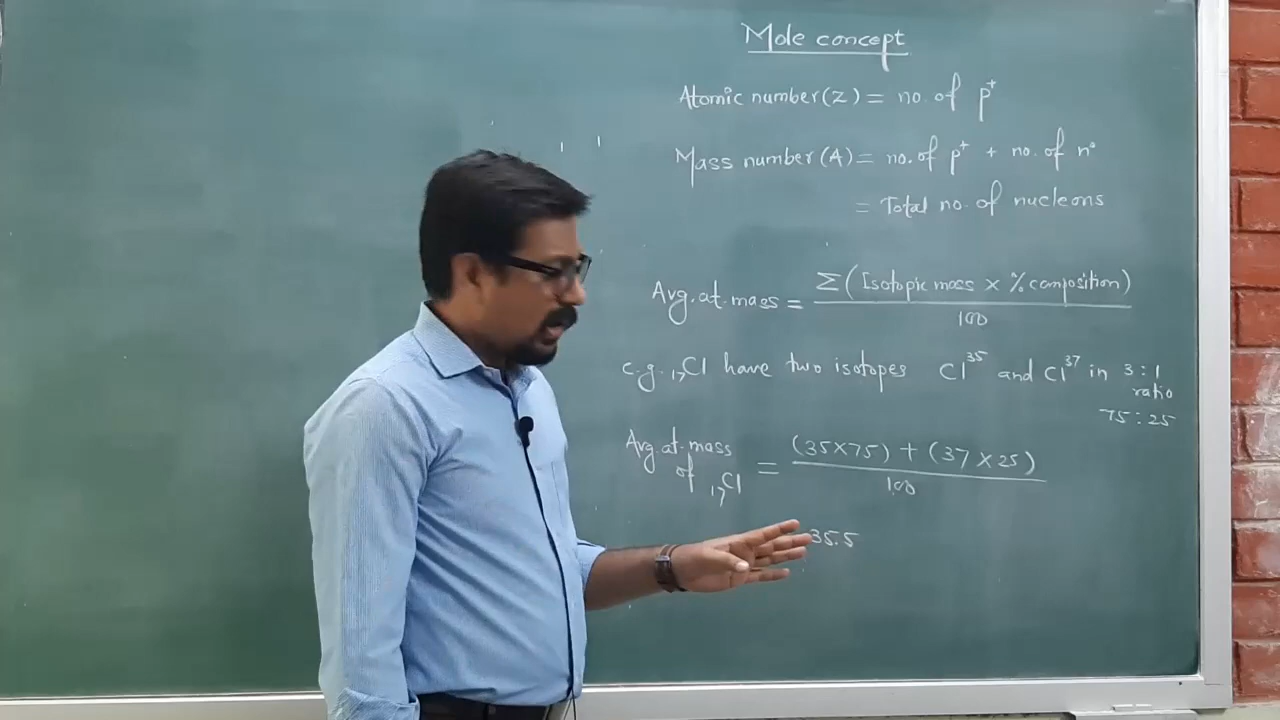 Mole concept
Atomic number(Z) = no. of p⁺
Mass number (A) = no. of p⁺ + no. of n°
= Total no. of nucleons
Avg. at. mass = Σ (Isotopic mass × % composition)
100
e.g. ₁₇Cl have two isotopes Cl³⁵ and Cl³⁷ in 3 : 1
ratio
75 : 25
Avg. at. mass
of ₁₇Cl = (35×75) + (37 × 25)
100
35.5